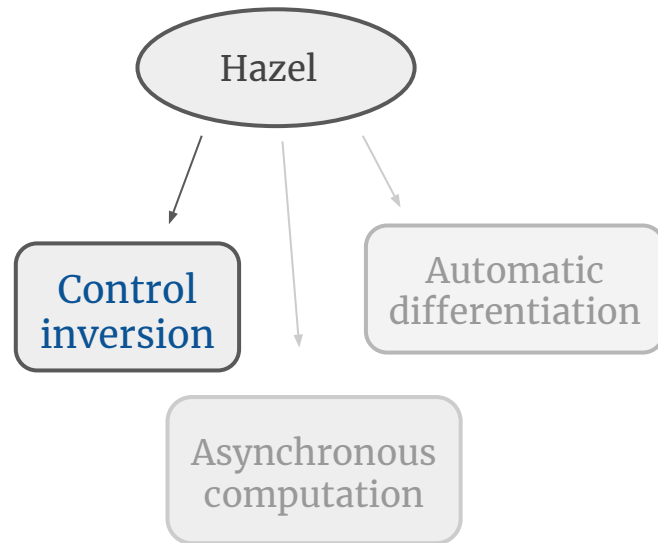 Hazel
Control
inversion
Automatic
differentiation
Asynchronous
computation